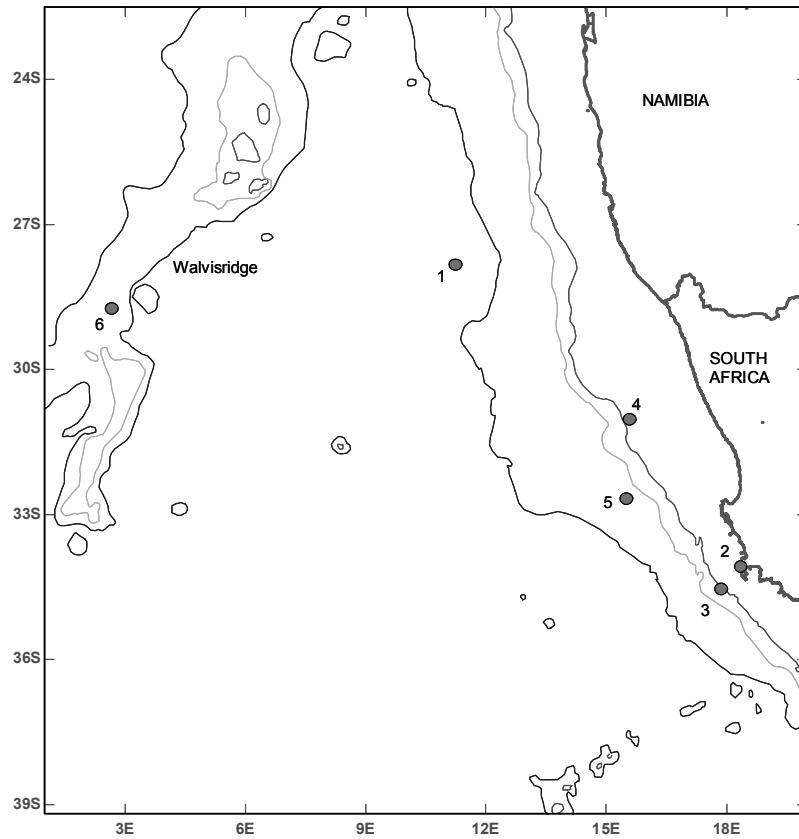 24S
NAMIBIA
27S
Walvisridge
1
6
30S
SOUTH
AFRICA
4
5
33S
2
3
36S
39S
3E 6E 9E 12E 15E 18E